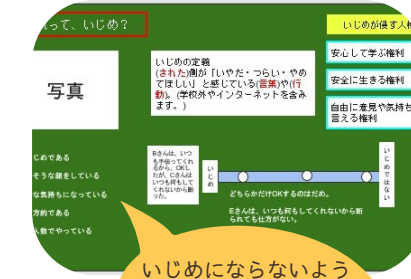 って、いじめ？
いじめが侵す人
写真
いじめの定義
(された)側が「いやだ・つらい・やめ
てほしい」と感じている(言葉)や(行
動)。(学校外やインターネットを含み
ます。)
安心して学ぶ権利
安全に生きる権利
自由に意見や気持ち
言える権利
じめである
そうな顔をしている
な気持ちになっている
方的である
人数でやっている
Bさんは、いつ
も手伝ってくれ
るから、OKし
たが、Cさんは
いつも何もして
くれないから断
った。
いじめ
いじめではない
どちらかだけOKするのはだめ。
Eさんは、いつも何もしてくれないから断
られても仕方がない。
いじめにならないよう